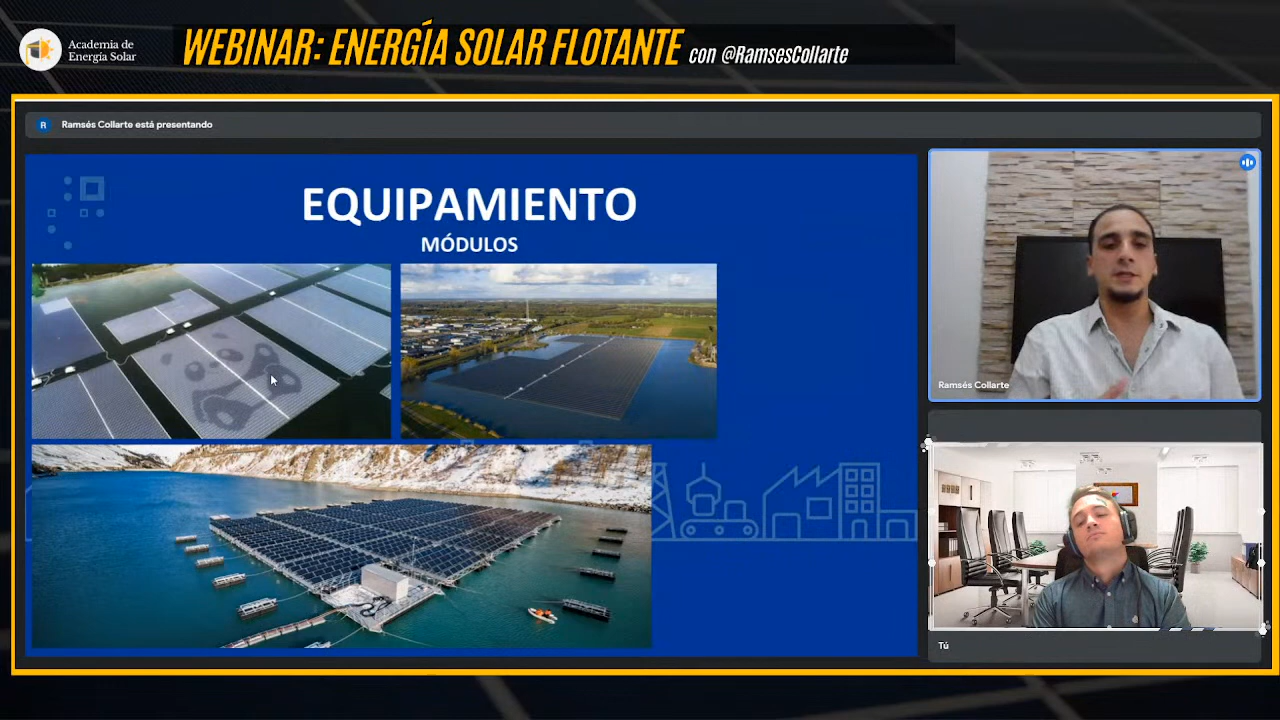 Academia de
Energía Solar
WEBINAR: ENERGÍA SOLAR FLOTANTE con @RamsesCollarte
R Ramsés Collarte está presentando
EQUIPAMIENTO
MÓDULOS
Ramsés Collarte
Tú